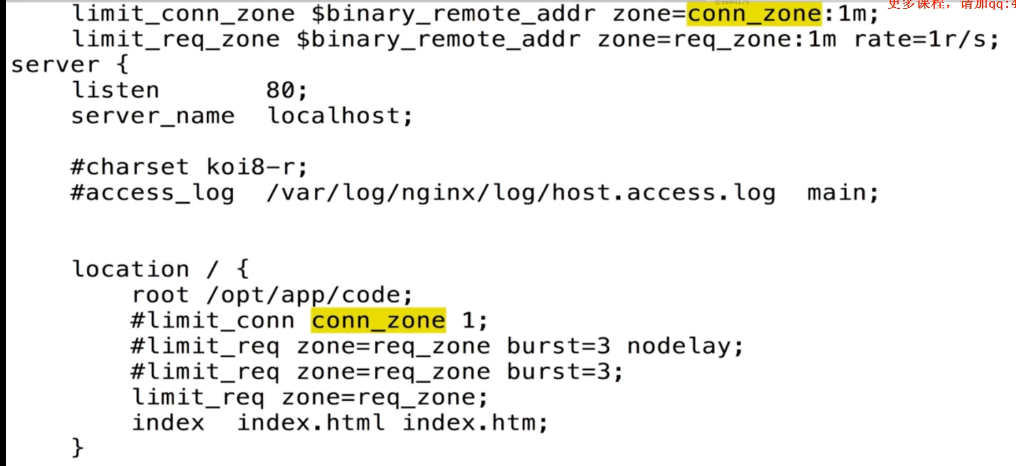 更多课程，请加qq:
limit_conn_zone $binary_remote_addr zone=conn_zone:1m;
limit_req_zone $binary_remote_addr zone=req_zone:1m rate=1r/s;
server {
listen       80;
server_name  localhost;
#charset koi8-r;
#access_log  /var/log/nginx/log/host.access.log  main;
location / {
root /opt/app/code;
#limit_conn conn_zone 1;
#limit_req zone=req_zone burst=3 nodelay;
#limit_req zone=req_zone burst=3;
limit_req zone=req_zone;
index  index.html index.htm;
}